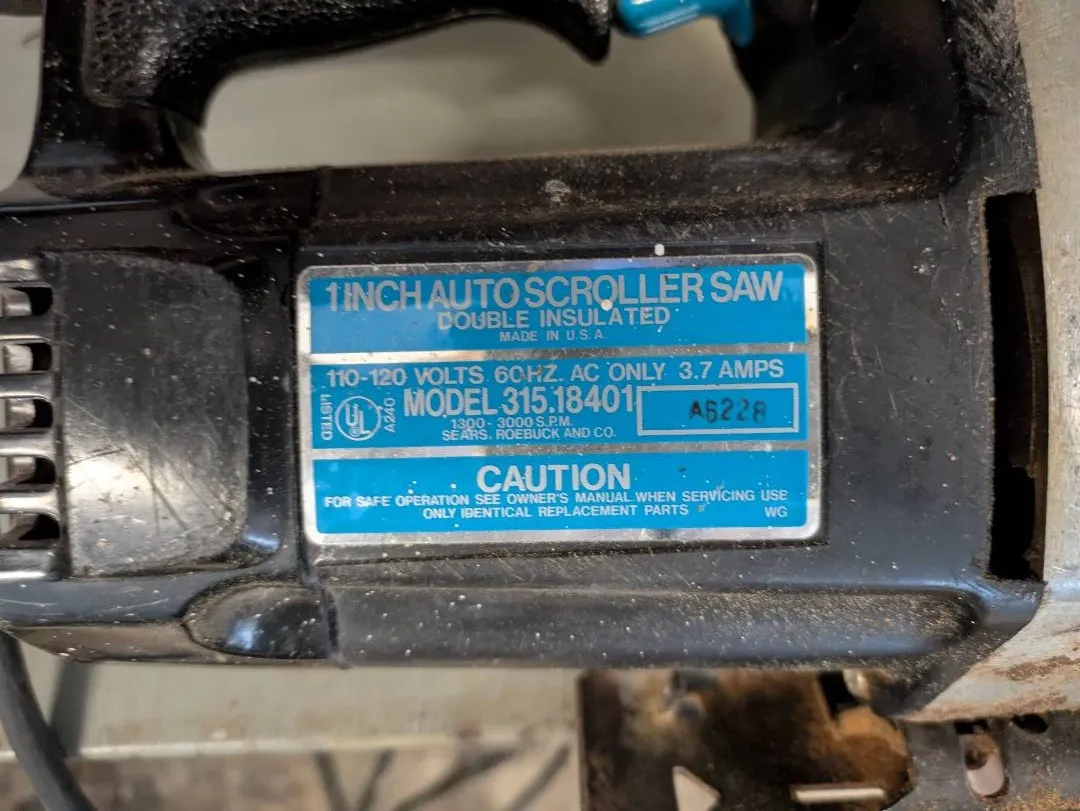 1 INCH AUTO SCROLLER SAW
DOUBLE INSULATED
MADE IN U.S.A.
110-120 VOLTS 60HZ. AC ONLY 3.7 AMPS
LISTED UL A240 MODEL 315.18401 A6228
1300-3000 S.P.M.
SEARS, ROEBUCK AND CO.
CAUTION
FOR SAFE OPERATION SEE OWNER'S MANUAL. WHEN SERVICING USE
ONLY IDENTICAL REPLACEMENT PARTS WG